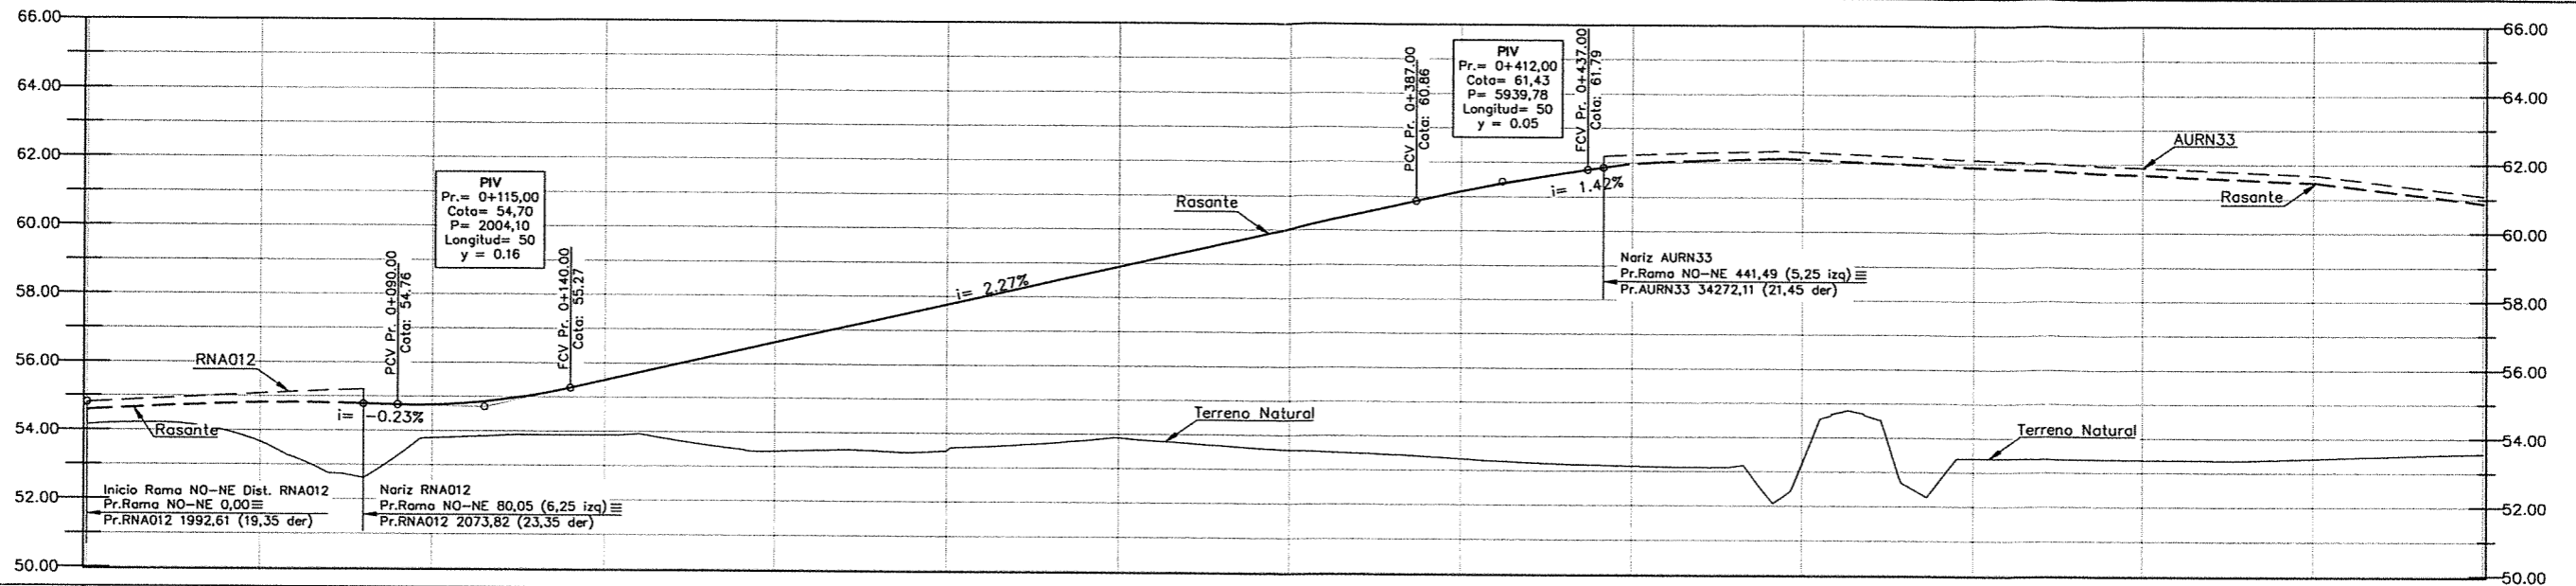 66.00
64.00
62.00
60.00
58.00
56.00
54.00
52.00
50.00
RNA012
Rasante
i= -0.23%
Inicio Rama NO-NE Dist. RNA012
Pr.Rama NO-NE 0,00≡
Pr.RNA012 1992,61 (19,35 der)
Nariz RNA012
Pr.Rama NO-NE 80,05 (6,25 izq)≡
Pr.RNA012 2073,82 (23,35 der)
PCV Pr. 0+090.00
Cota: 54.76
PIV
Pr.= 0+115,00
Cota= 54,70
P= 2004,10
Longitud= 50
y = 0.16
FCV Pr. 0+140.00
Cota: 55.27
i= 2.27%
Rasante
Terreno Natural
PCV Pr. 0+387.00
Cota: 60.86
PIV
Pr.= 0+412,00
Cota= 61,43
P= 5939,78
Longitud= 50
y = 0.05
FCV Pr. 0+437.00
Cota: 61.79
i= 1.42%
Nariz AURN33
Pr.Rama NO-NE 441,49 (5,25 izq)≡
Pr.AURN33 34272,11 (21,45 der)
AURN33
Rasante
Terreno Natural
66.00
64.00
62.00
60.00
58.00
56.00
54.00
52.00
50.00